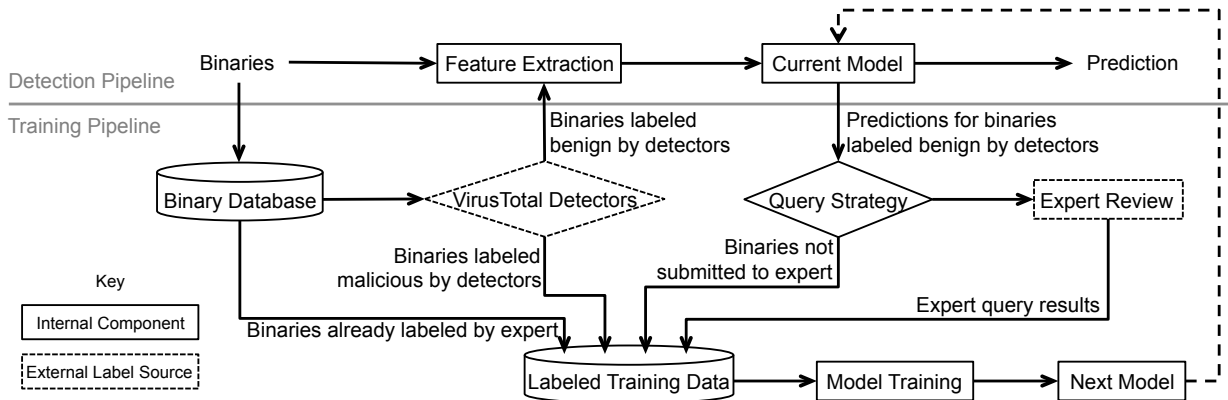 Binaries
Feature Extraction
Current Model
Prediction
Detection Pipeline
Training Pipeline
Binaries labeled
benign by detectors
Predictions for binaries
labeled benign by detectors
Binary Database
VirusTotal Detectors
Query Strategy
Expert Review
Binaries labeled
malicious by detectors
Binaries not
submitted to expert
Key
Internal Component
External Label Source
Binaries already labeled by expert
Expert query results
Labeled Training Data
Model Training
Next Model